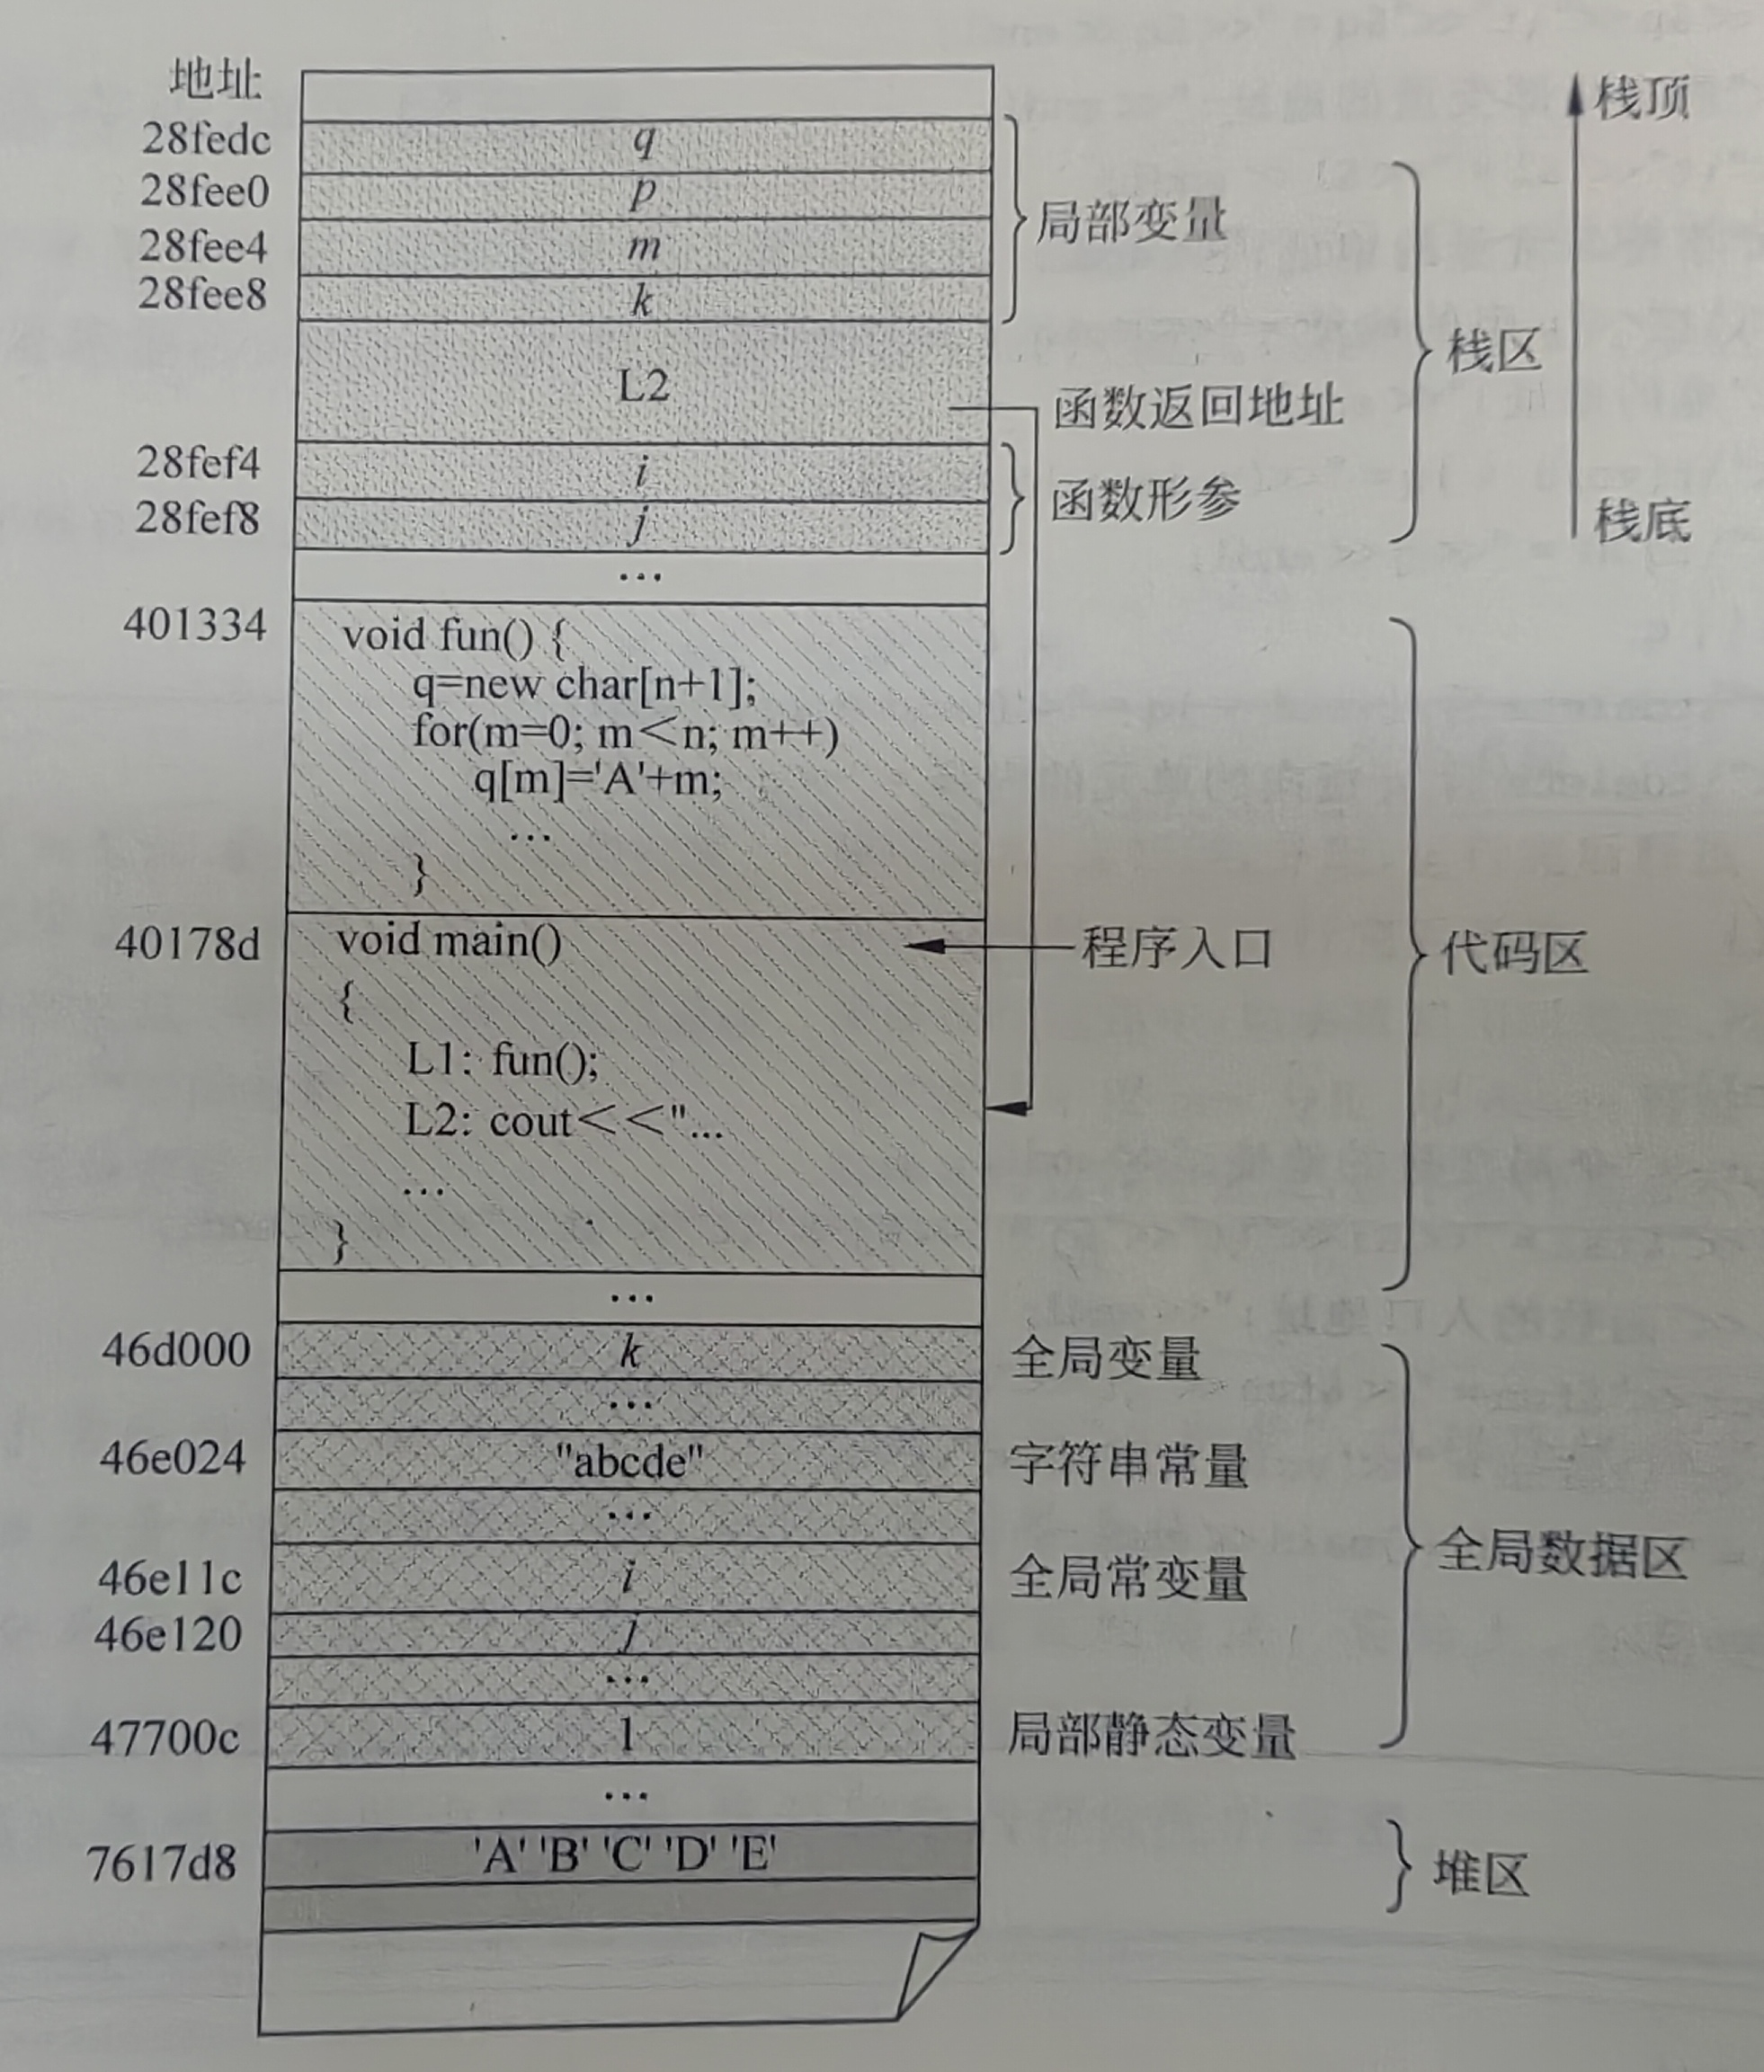 地址
栈顶
28fedc q
28fee0 p
局部变量
28fee4 m
28fee8 k
栈区
L2
函数返回地址
28fef4 i
函数形参
28fef8 j
栈底
…
401334 void fun() {
q=new char[n+1];
for(m=0; m<n; m++)
q[m]='A'+m;
…
}
40178d void main() 程序入口
代码区
{
L1: fun();
L2: cout<<"...
…
}
…
46d000 k 全局变量
…
46e024 "abcde" 字符串常量
…
全局数据区
46e11c i 全局常变量
46e120 j
…
47700c l 局部静态变量
…
7617d8 'A' 'B' 'C' 'D' 'E' 堆区